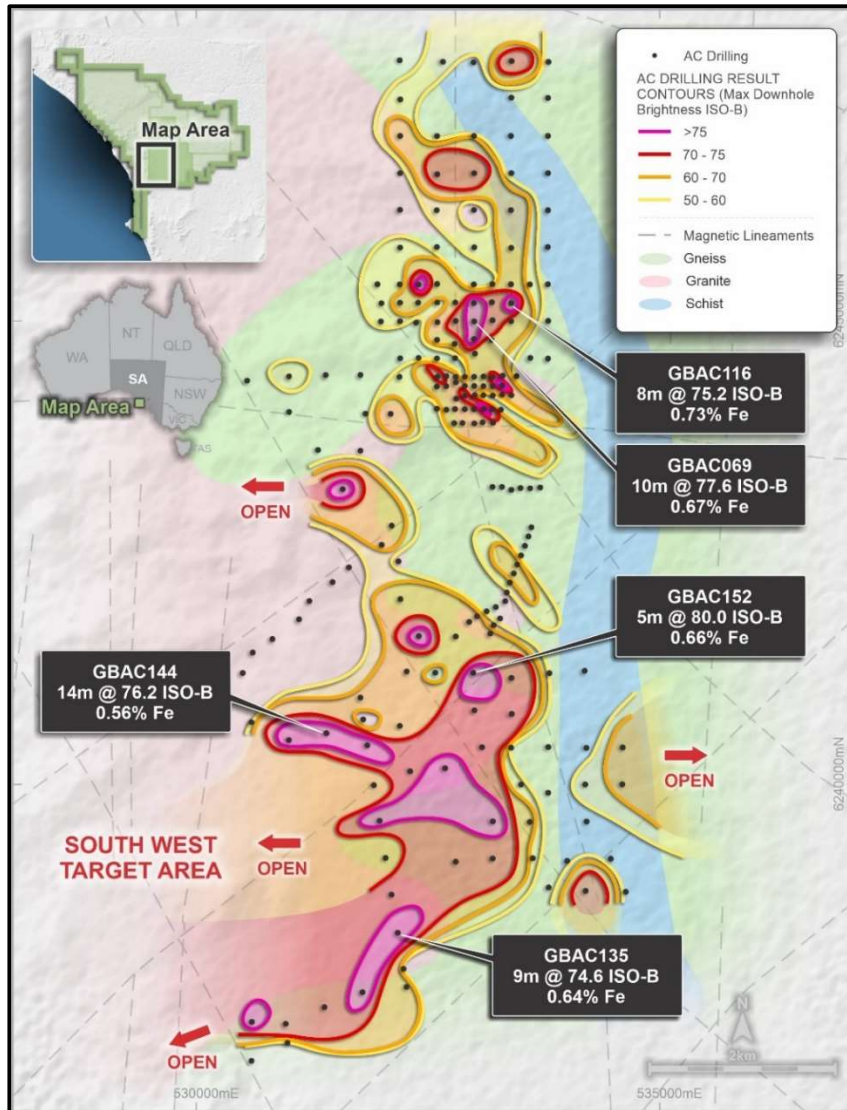 Map Area
WA
NT
QLD
SA
NSW
VIC
TAS
Map Area
AC Drilling
AC DRILLING RESULT
CONTOURS (Max Downhole
Brightness ISO-B)
>75
70 - 75
60 - 70
50 - 60
Magnetic Lineaments
Gneiss
Granite
Schist
GBAC116
8m @ 75.2 ISO-B
0.73% Fe
GBAC069
10m @ 77.6 ISO-B
0.67% Fe
OPEN
GBAC152
5m @ 80.0 ISO-B
0.66% Fe
GBAC144
14m @ 76.2 ISO-B
0.56% Fe
OPEN
6240000mN
SOUTH WEST
TARGET AREA
OPEN
GBAC135
9m @ 74.6 ISO-B
0.64% Fe
OPEN
N
2km
530000mE
535000mE